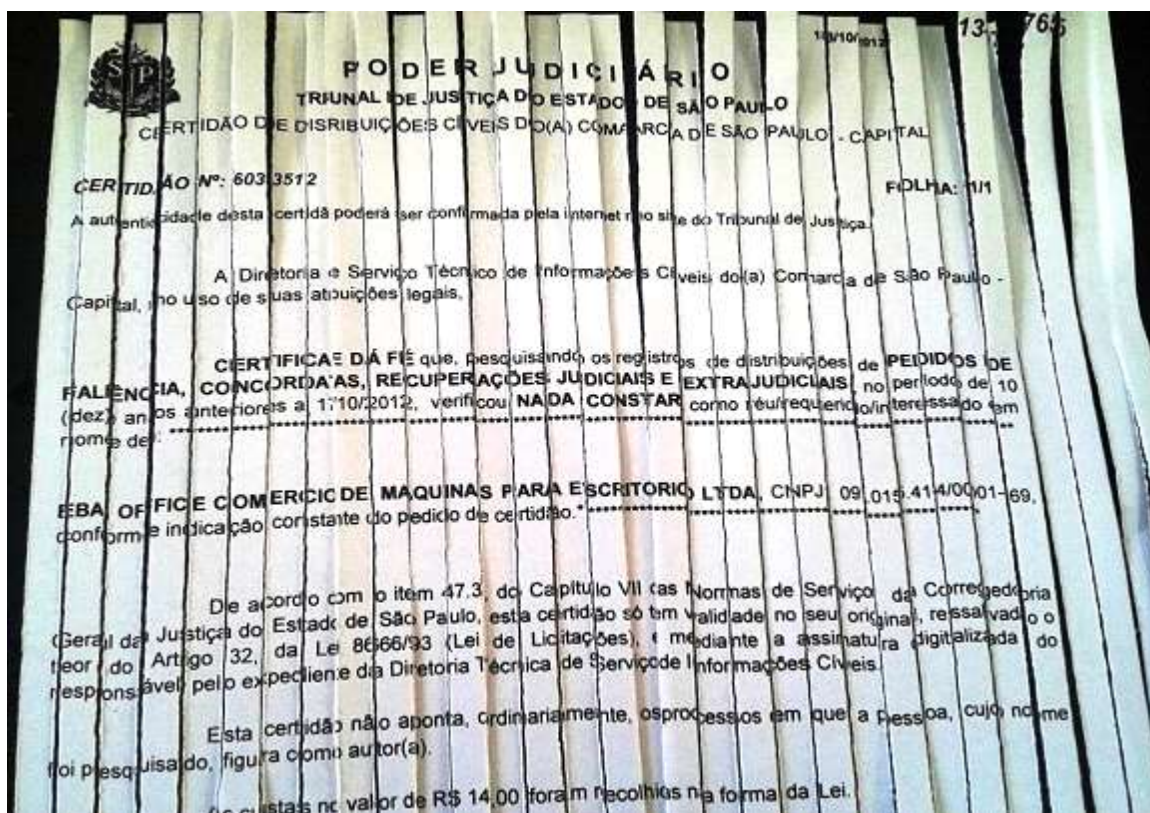 PODER JUDICIÁRIO
TRIUNAL DE JUSTIÇA DO ESTADO DE SÃO PAULO
CERTIDÃO DE DISRIBUIÇÕES CÍVEIS DO(A) COMARCA DE SÃO PAULO - CAPITAL
CERTIDÃO Nº: 6033512
FOLHA: 1/1
A autenticidade desta certidã poderá ser confirmada pela internet no site do Tribunal de Justiça.
A Diretoria e Serviço Técnico de Informações Cíveis do(a) Comarca de São Paulo -
Capital, no uso de suas atbuições legais,
CERTIFICA E DÁ FÉ que, pesquisando os registros de distribuições de PEDIDOS DE
FALÊNCIA, CONCORDATAS, RECUPERAÇÕES JUDICIAIS E EXTRAJUDICIAIS no período de 10
(dez) anos anteriores a 1710/2012, verificou NADA CONSTAR como réu/requerido/interessado em
nome de:
EBA OFFICE COMERCIO DE MAQUINAS PARA ESCRITORIO LTDA, CNPJ 09.015.414/0001-69,
conforme indicação constante do pedido de certidão.*
De acordo com o item 47.3, do Capítulo VII das Normas de Serviço da Corregedoria
Geral da Justiça do Estado de São Paulo, esta certidão só tem validade no seu original, ressalvado o
teor do Artigo 32, da Lei 8666/93 (Lei de Licitações), e mediante a assinatura digitalizada do
responsável pelo expediente da Diretoria Técnica de Serviço de Informações Cíveis.
Esta certidão não aponta, ordinariamente, os processos em que a pessoa, cujo nome
foi pesquisado, figura como autor(a).
custas no valor de R$ 14,00 foram recolhias na forma da Lei.